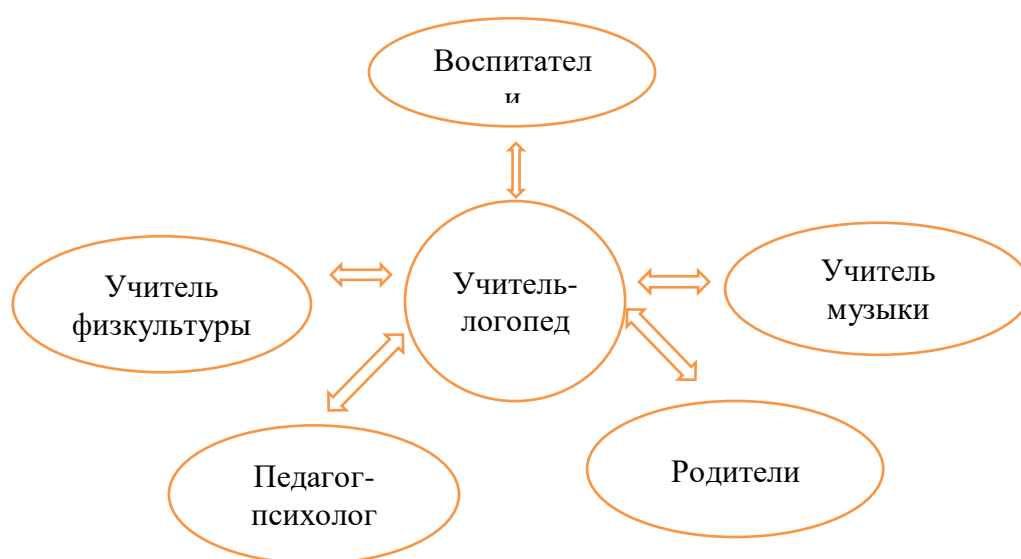 Воспитател
и
Учитель
физкультуры
Учитель-
логопед
Учитель
музыки
Педагог-
психолог
Родители